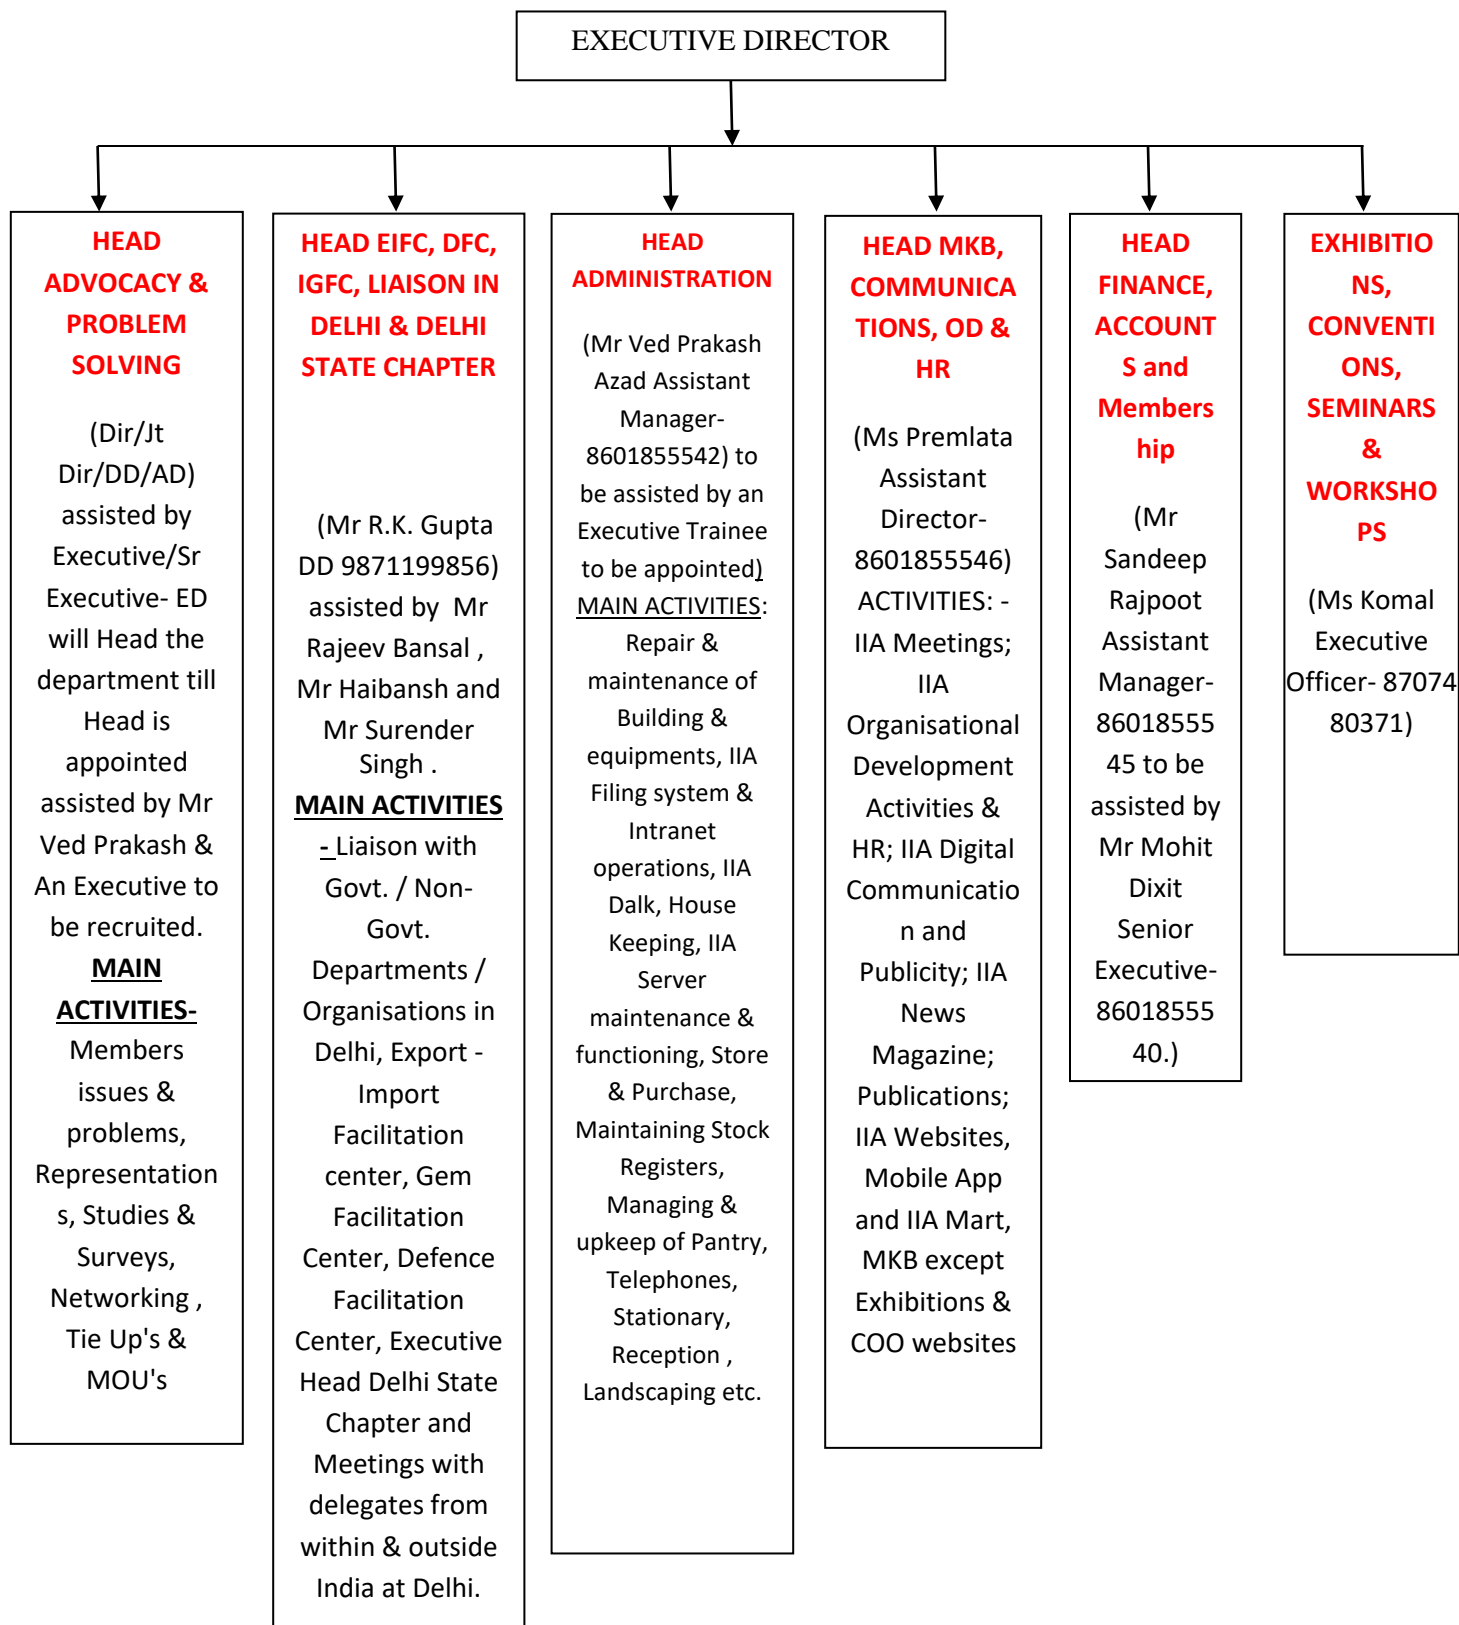 EXECUTIVE DIRECTOR
HEAD
ADVOCACY &
PROBLEM
SOLVING
(Dir/Jt
Dir/DD/AD)
assisted by
Executive/Sr
Executive- ED
will Head the
department till
Head is
appointed
assisted by Mr
Ved Prakash &
An Executive to
be recruited.
MAIN
ACTIVITIES-
Members
issues &
problems,
Representation
s, Studies &
Surveys,
Networking ,
Tie Up's &
MOU's
HEAD EIFC, DFC,
IGFC, LIAISON IN
DELHI & DELHI
STATE CHAPTER
(Mr R.K. Gupta
DD 9871199856)
assisted by Mr
Rajeev Bansal ,
Mr Haibansh and
Mr Surender
Singh .
MAIN ACTIVITIES
- Liaison with
Govt. / Non-
Govt.
Departments /
Organisations in
Delhi, Export -
Import
Facilitation
center, Gem
Facilitation
Center, Defence
Facilitation
Center, Executive
Head Delhi State
Chapter and
Meetings with
delegates from
within & outside
India at Delhi.
HEAD
ADMINISTRATION
(Mr Ved Prakash
Azad Assistant
Manager-
8601855542) to
be assisted by an
Executive Trainee
to be appointed)
MAIN ACTIVITIES:
Repair &
maintenance of
Building &
equipments, IIA
Filing system &
Intranet
operations, IIA
Dalk, House
Keeping, IIA
Server
maintenance &
functioning, Store
& Purchase,
Maintaining Stock
Registers,
Managing &
upkeep of Pantry,
Telephones,
Stationary,
Reception ,
Landscaping etc.
HEAD MKB,
COMMUNICA
TIONS, OD &
HR
(Ms Premlata
Assistant
Director-
8601855546)
ACTIVITIES: -
IIA Meetings;
IIA
Organisational
Development
Activities &
HR; IIA Digital
Communicatio
n and
Publicity; IIA
News
Magazine;
Publications;
IIA Websites,
Mobile App
and IIA Mart,
MKB except
Exhibitions &
COO websites
HEAD
FINANCE,
ACCOUNT
S and
Members
hip
(Mr
Sandeep
Rajpoot
Assistant
Manager-
86018555
45 to be
assisted by
Mr Mohit
Dixit
Senior
Executive-
86018555
40.)
EXHIBITIO
NS,
CONVENTI
ONS,
SEMINARS
&
WORKSHO
PS
(Ms Komal
Executive
Officer- 87074
80371)